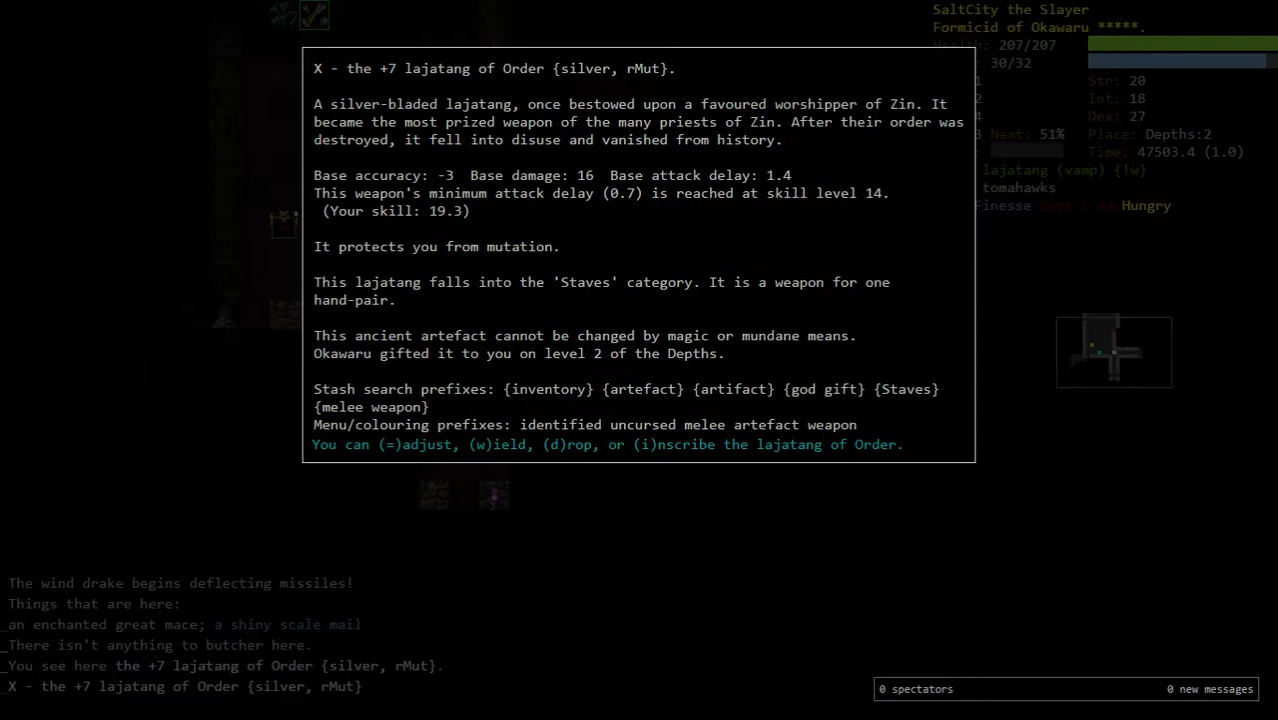 SaltCity the Slayer
Formicid of Okawaru *****.
Health: 207/207
30/32
1 Str: 20
2 Int: 18
4 Dex: 27
3 Next: 51% Place: Depths:2
Time: 47503.4 (1.0)
lajatang (vamp) {!w}
tomahawks
Finesse Hungry
X - the +7 lajatang of Order {silver, rMut}.
A silver-bladed lajatang, once bestowed upon a favoured worshipper of Zin. It
became the most prized weapon of the many priests of Zin. After their order was
destroyed, it fell into disuse and vanished from history.
Base accuracy: -3 Base damage: 16 Base attack delay: 1.4
This weapon's minimum attack delay (0.7) is reached at skill level 14.
(Your skill: 19.3)
It protects you from mutation.
This lajatang falls into the 'Staves' category. It is a weapon for one
hand-pair.
This ancient artefact cannot be changed by magic or mundane means.
Okawaru gifted it to you on level 2 of the Depths.
Stash search prefixes: {inventory} {artefact} {artifact} {god gift} {Staves}
{melee weapon}
Menu/colouring prefixes: identified uncursed melee artefact weapon
You can (=)adjust, (w)ield, (d)rop, or (i)nscribe the lajatang of Order.
The wind drake begins deflecting missiles!
Things that are here:
_an enchanted great mace; a shiny scale mail
_There isn't anything to butcher here.
_You see here the +7 lajatang of Order {silver, rMut}.
_X - the +7 lajatang of Order {silver, rMut}
0 spectators 0 new messages